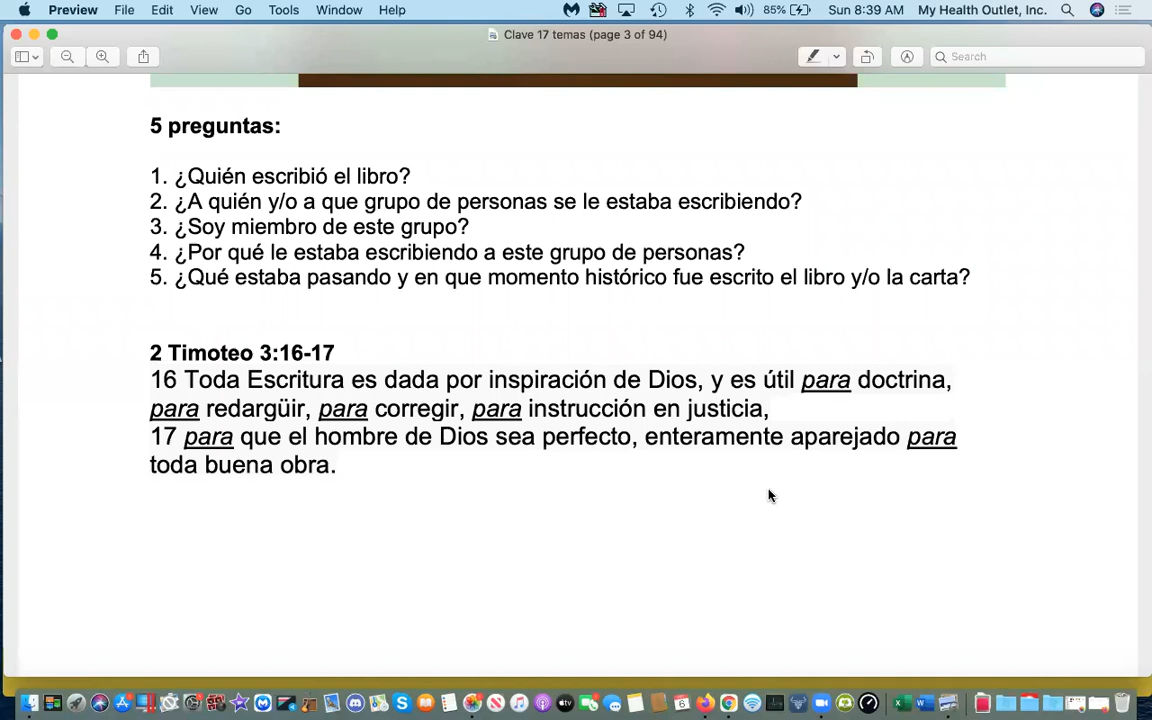 Preview File Edit View Go Tools Window Help 85% Sun 8:39 AM My Health Outlet, Inc.
Clave 17 temas (page 3 of 94)
Search
5 preguntas:
1. ¿Quién escribió el libro?
2. ¿A quién y/o a que grupo de personas se le estaba escribiendo?
3. ¿Soy miembro de este grupo?
4. ¿Por qué le estaba escribiendo a este grupo de personas?
5. ¿Qué estaba pasando y en que momento histórico fue escrito el libro y/o la carta?
2 Timoteo 3:16-17
16 Toda Escritura es dada por inspiración de Dios, y es útil para doctrina,
para redargüir, para corregir, para instrucción en justicia,
17 para que el hombre de Dios sea perfecto, enteramente aparejado para
toda buena obra.